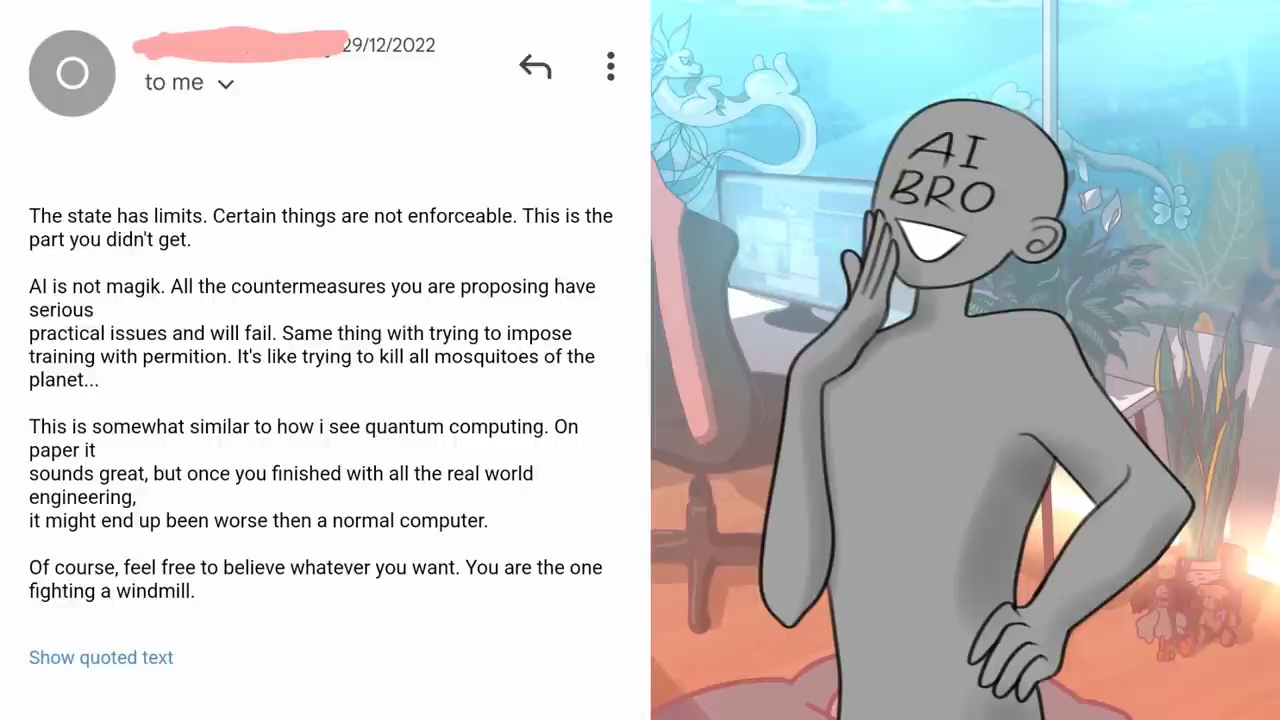 O
29/12/2022
to me
The state has limits. Certain things are not enforceable. This is the
part you didn't get.
AI is not magik. All the countermeasures you are proposing have
serious
practical issues and will fail. Same thing with trying to impose
training with permition. It's like trying to kill all mosquitoes of the
planet...
This is somewhat similar to how i see quantum computing. On
paper it
sounds great, but once you finished with all the real world
engineering,
it might end up been worse then a normal computer.
Of course, feel free to believe whatever you want. You are the one
fighting a windmill.
Show quoted text
AI
BRO